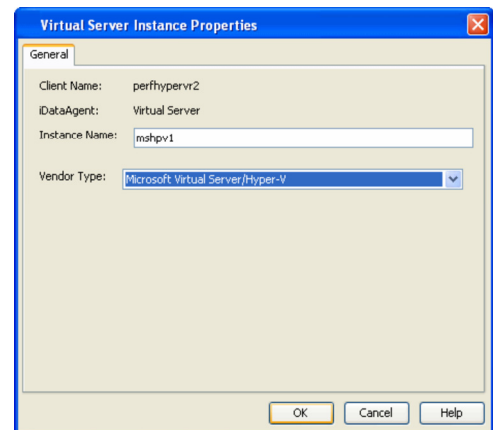 Virtual Server Instance Properties
General
Client Name: perfhypervr2
iDataAgent: Virtual Server
Instance Name: mshpv1
Vendor Type: Microsoft Virtual Server/Hyper-V
OK Cancel Help